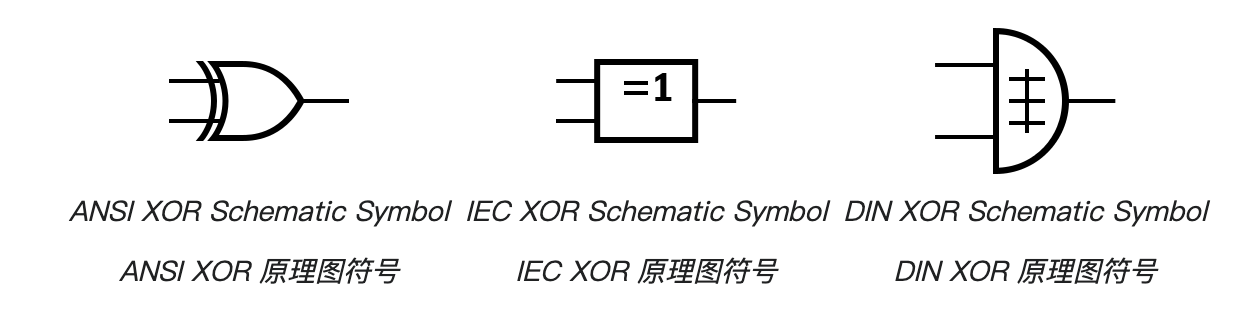 =1
ANSI XOR Schematic Symbol IEC XOR Schematic Symbol DIN XOR Schematic Symbol
ANSI XOR 原理图符号 IEC XOR 原理图符号 DIN XOR 原理图符号